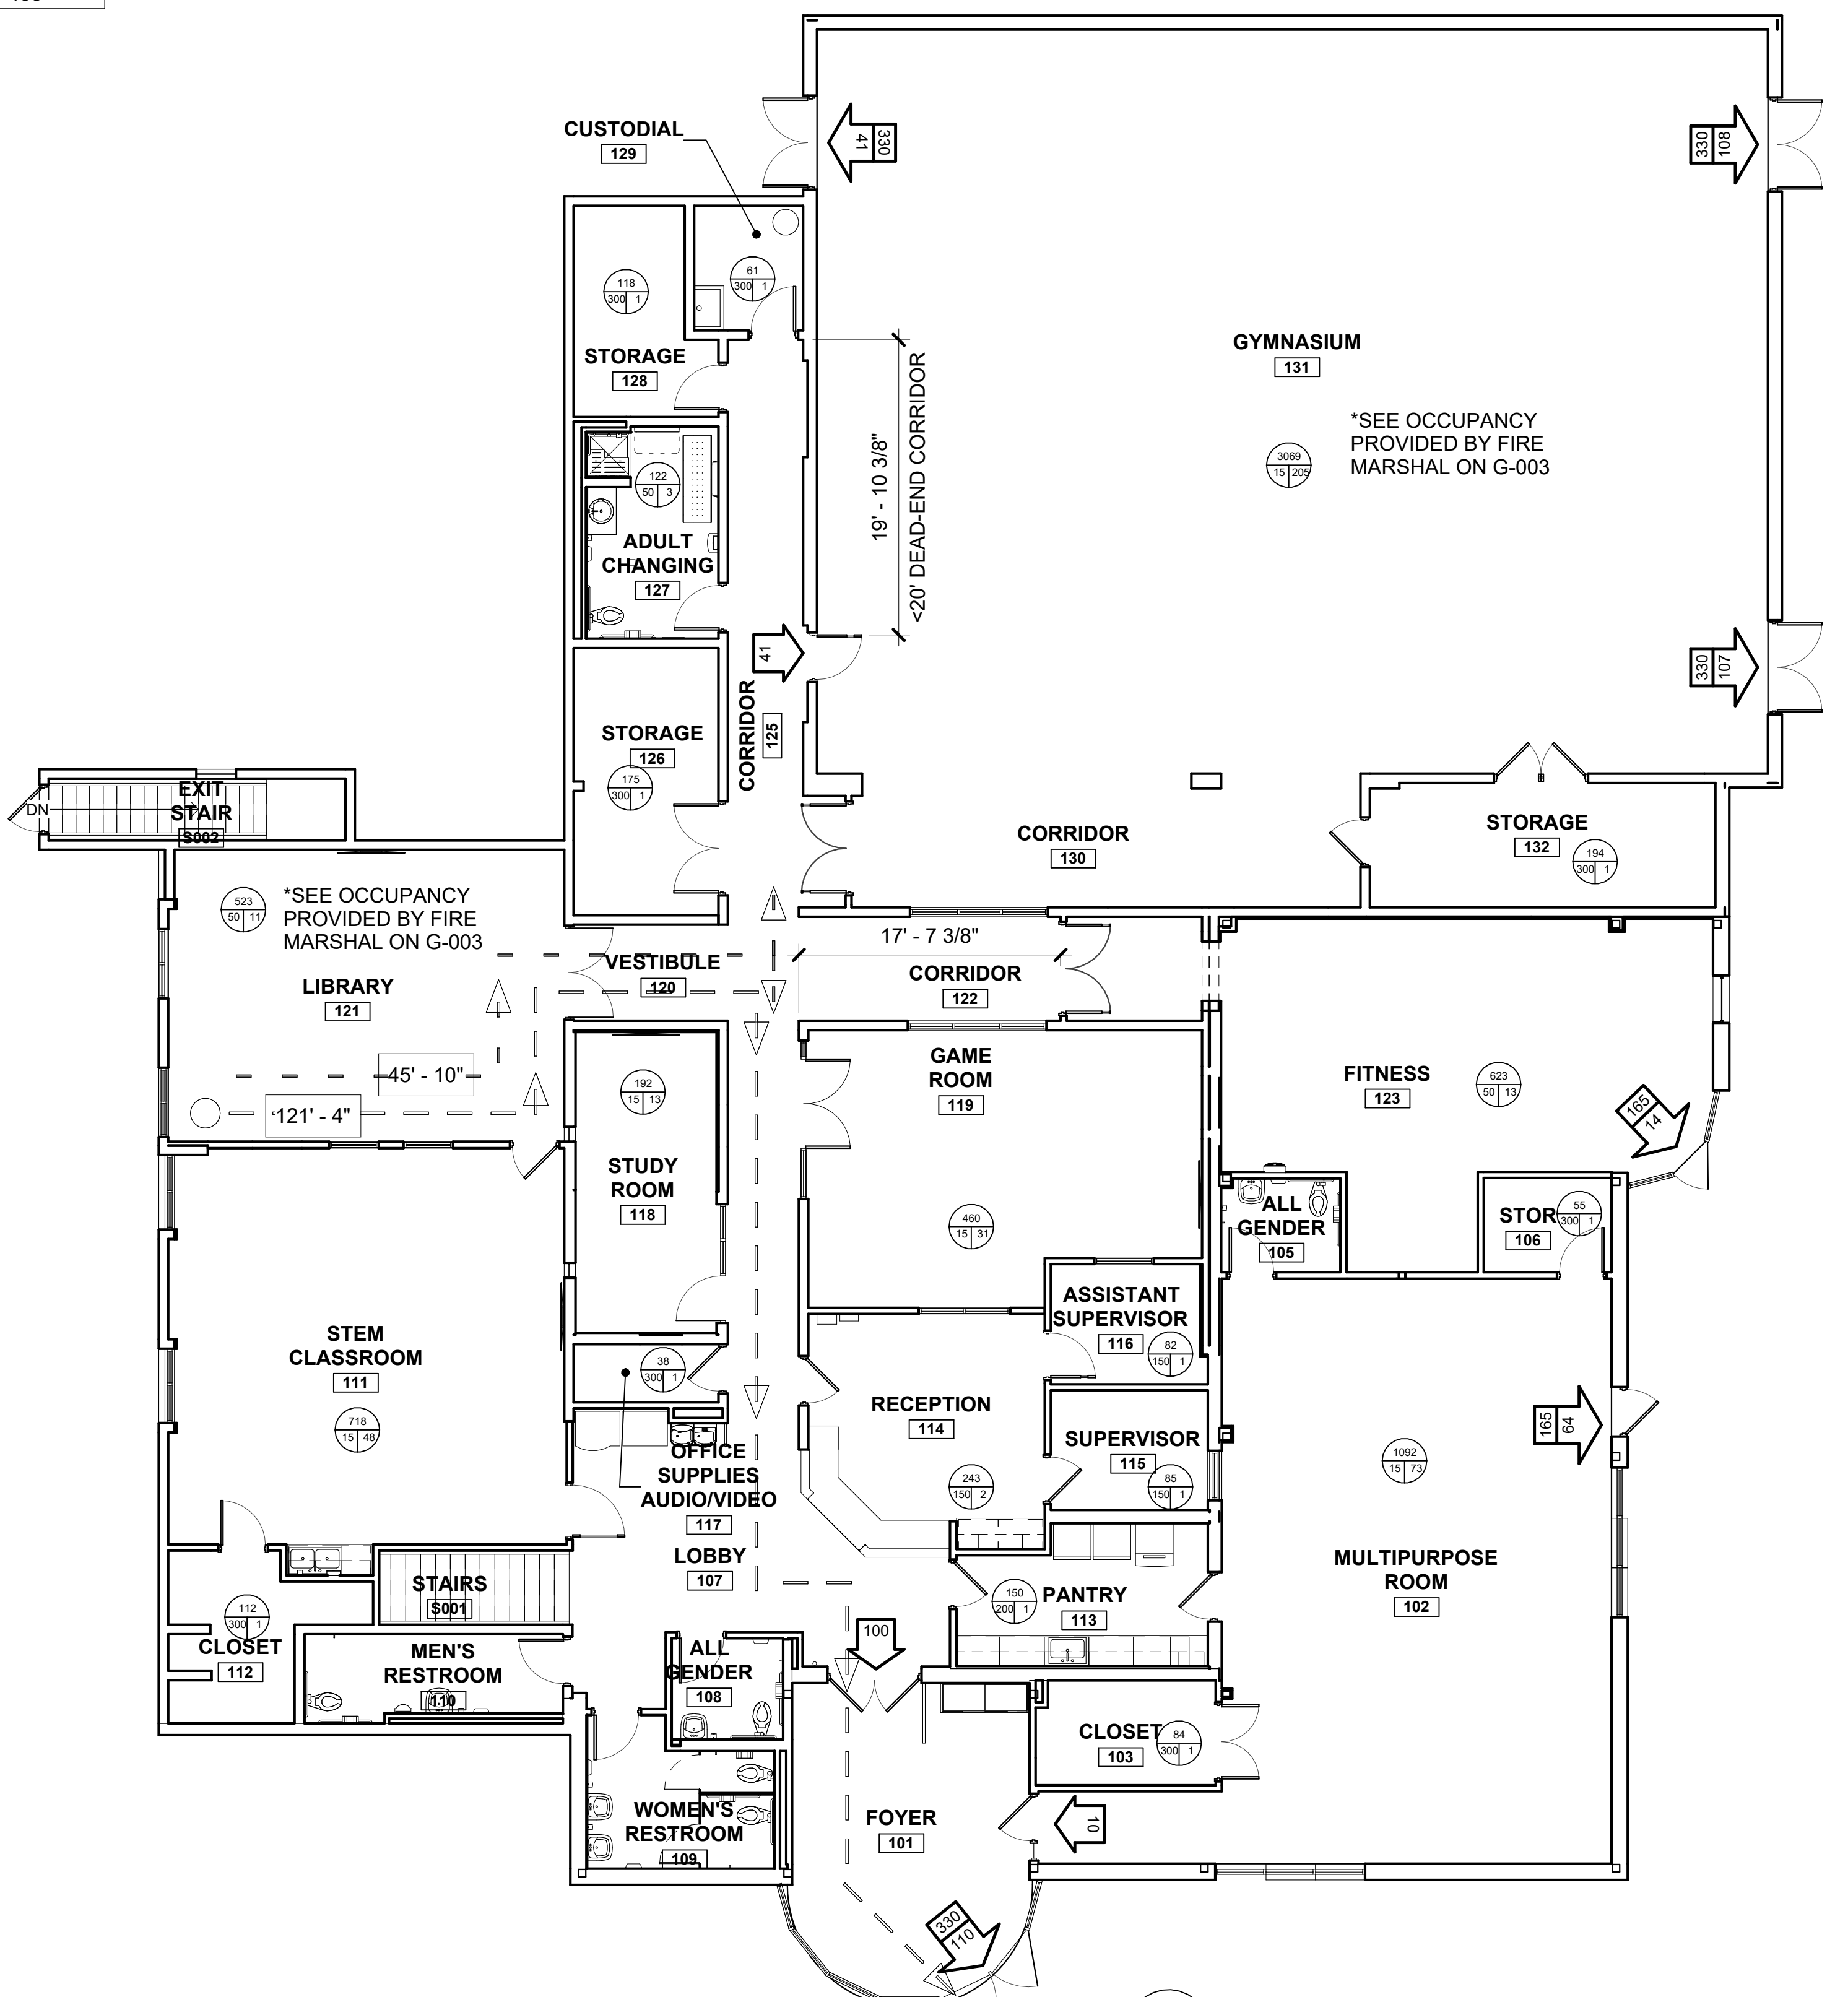 CUSTODIAL
129
330
41
330
108
61
300 1
118
300 1
STORAGE
128
GYMNASIUM
131
*SEE OCCUPANCY
PROVIDED BY FIRE
MARSHAL ON G-003
3069
15 205
19' - 10 3/8"
<20' DEAD-END CORRIDOR
122
50 3
ADULT
CHANGING
127
41
330
107
CORRIDOR
125
STORAGE
126
175
300 1
EXIT
STAIR
S002
DN
CORRIDOR
130
STORAGE
132
194
300 1
523
50 11
*SEE OCCUPANCY
PROVIDED BY FIRE
MARSHAL ON G-003
LIBRARY
121
VESTIBULE
120
17' - 7 3/8"
CORRIDOR
122
45' - 10"
121' - 4"
192
15 13
STUDY
ROOM
118
GAME
ROOM
119
460
15 31
FITNESS
123
623
50 13
165
14
ALL
GENDER
105
STOR
106
55
300 1
STEM
CLASSROOM
111
718
15 48
38
300 1
ASSISTANT
SUPERVISOR
116
82
150 1
RECEPTION
114
243
150 2
SUPERVISOR
115
85
150 1
165
64
1092
15 73
OFFICE
SUPPLIES
AUDIO/VIDEO
117
LOBBY
107
MULTIPURPOSE
ROOM
102
STAIRS
S001
150
200 1
PANTRY
113
112
300 1
CLOSET
112
MEN'S
RESTROOM
110
ALL
GENDER
108
100
CLOSET
103
84
300 1
WOMEN'S
RESTROOM
109
FOYER
101
10
330
110